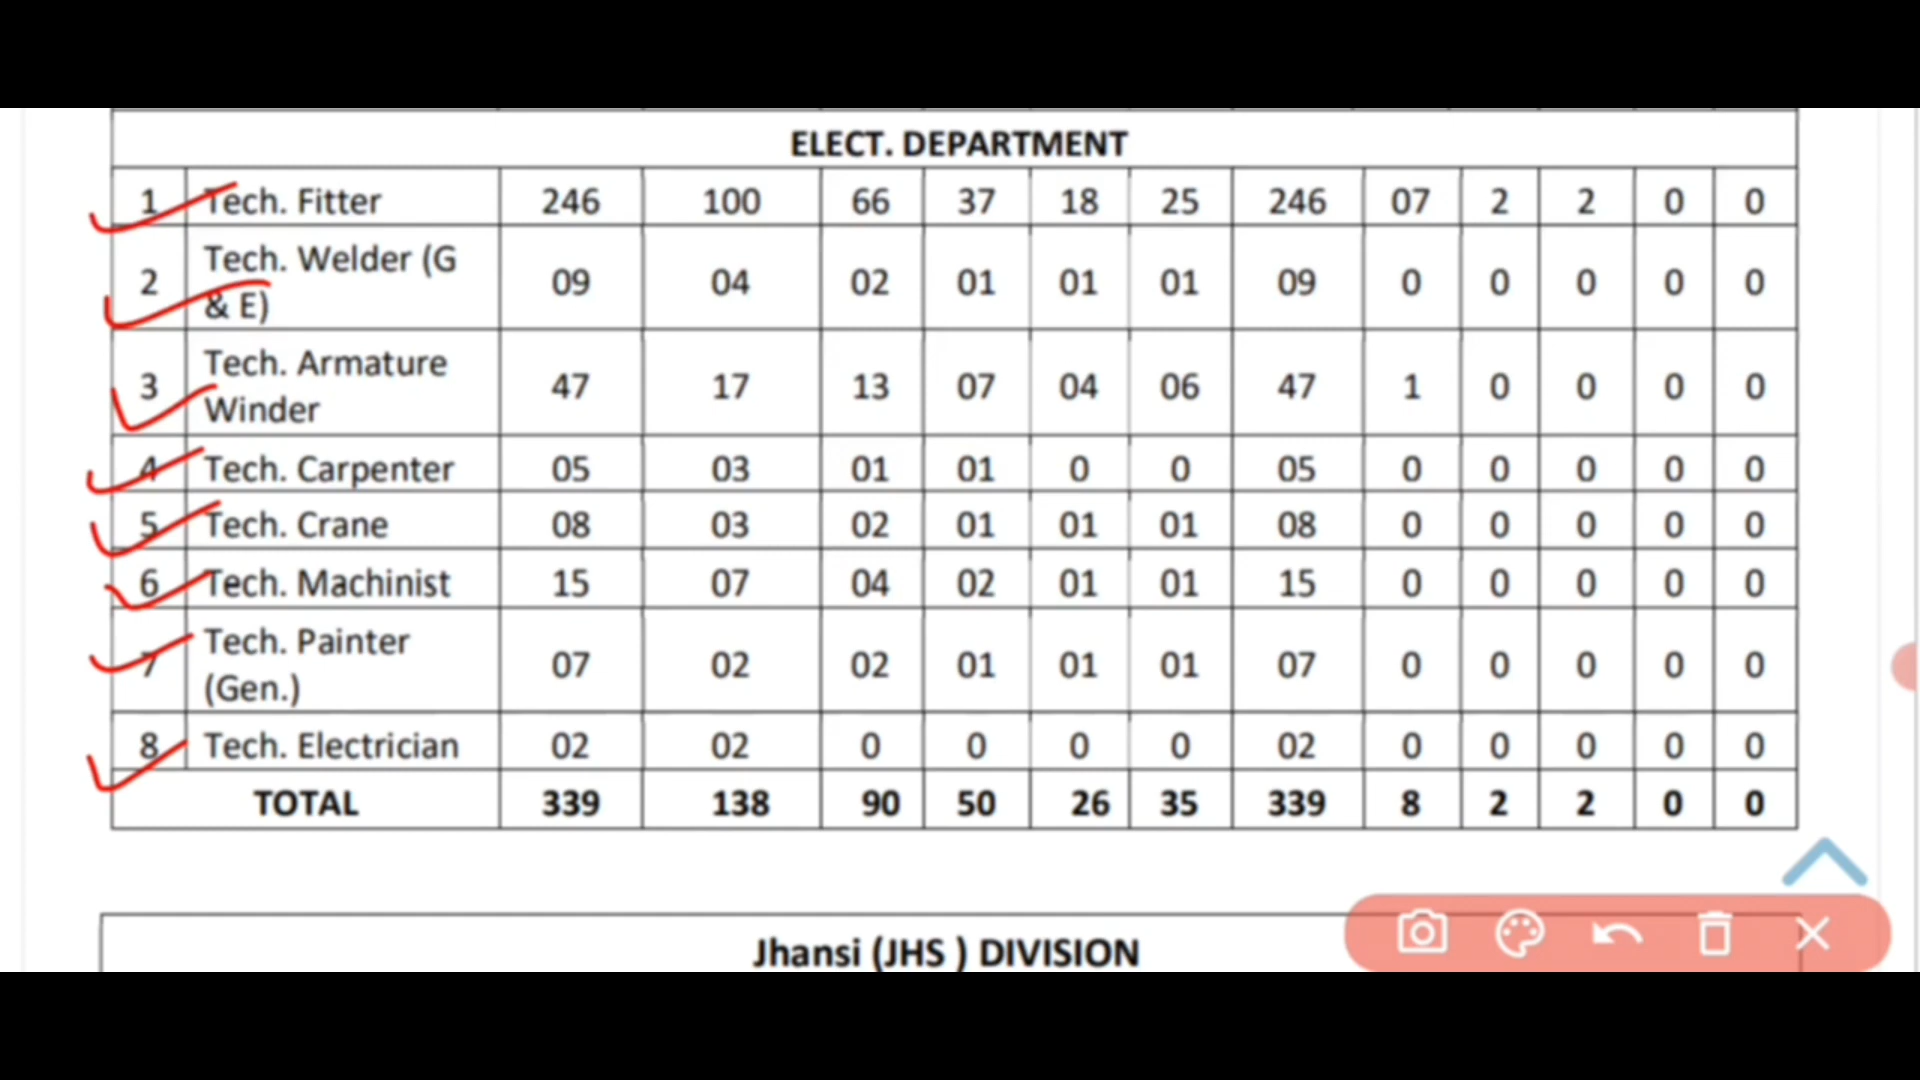 ELECT. DEPARTMENT
1 Tech. Fitter 246 100 66 37 18 25 246 07 2 2 0 0
2 Tech. Welder (G & E) 09 04 02 01 01 01 09 0 0 0 0 0
3 Tech. Armature Winder 47 17 13 07 04 06 47 1 0 0 0 0
4 Tech. Carpenter 05 03 01 01 0 0 05 0 0 0 0 0
5 Tech. Crane 08 03 02 01 01 01 08 0 0 0 0 0
6 Tech. Machinist 15 07 04 02 01 01 15 0 0 0 0 0
7 Tech. Painter (Gen.) 07 02 02 01 01 01 07 0 0 0 0 0
8 Tech. Electrician 02 02 0 0 0 0 02 0 0 0 0 0
TOTAL 339 138 90 50 26 35 339 8 2 2 0 0
Jhansi (JHS ) DIVISION